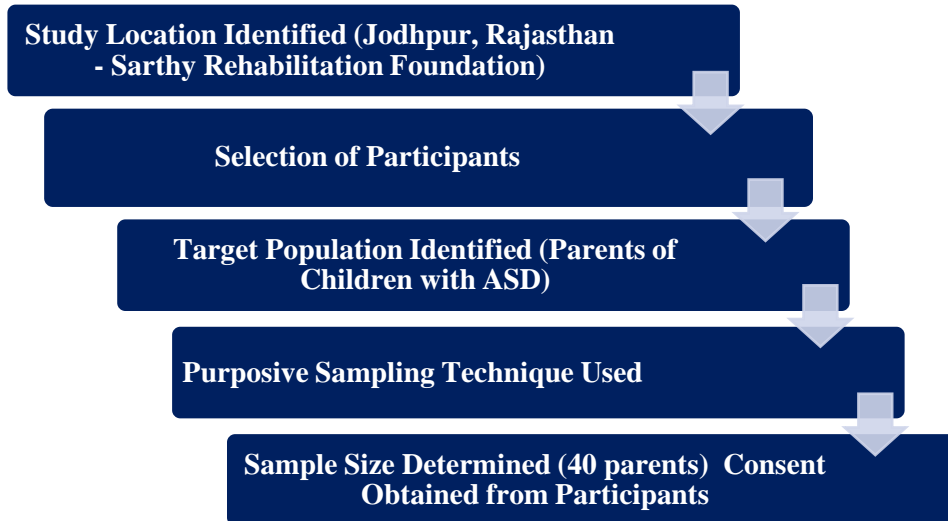 Study Location Identified (Jodhpur, Rajasthan
- Sarthy Rehabilitation Foundation)
Selection of Participants
Target Population Identified (Parents of
Children with ASD)
Purposive Sampling Technique Used
Sample Size Determined (40 parents) Consent
Obtained from Participants